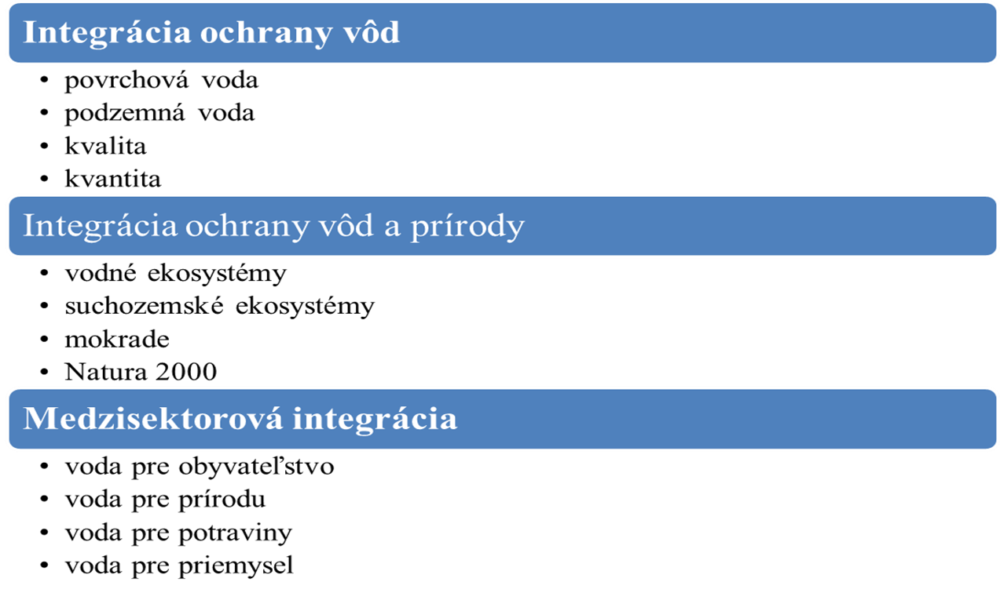 Integrácia ochrany vôd
• povrchová voda
• podzemná voda
• kvalita
• kvantita
Integrácia ochrany vôd a prírody
• vodné ekosystémy
• suchozemské ekosystémy
• mokrade
• Natura 2000
Medzisektorová integrácia
• voda pre obyvateľstvo
• voda pre prírodu
• voda pre potraviny
• voda pre priemysel